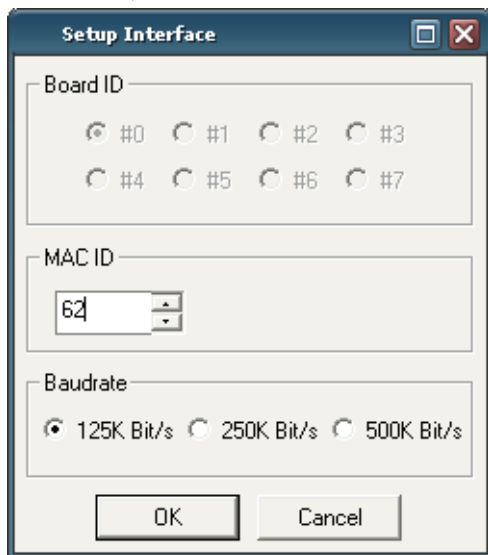 Setup Interface
Board ID
#0 #1 #2 #3
#4 #5 #6 #7
MAC ID
62
Baudrate
125K Bit/s 250K Bit/s 500K Bit/s
OK Cancel